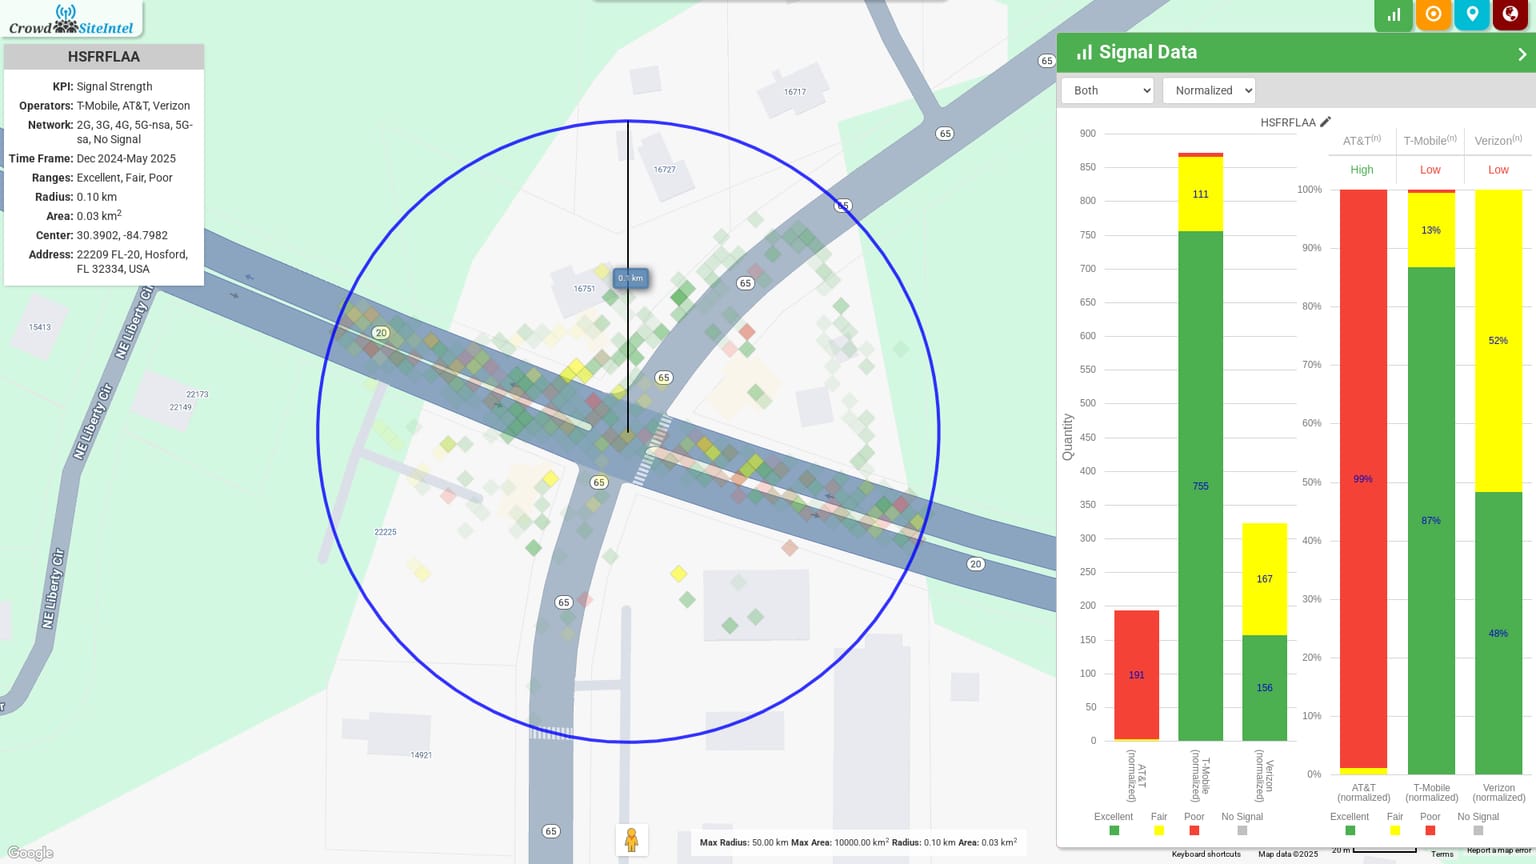 CrowdSiteIntel
HSFRFLAA
KPI: Signal Strength
Operators: T-Mobile, AT&T, Verizon
Network: 2G, 3G, 4G, 5G-nsa, 5G-
sa, No Signal
Time Frame: Dec 2024-May 2025
Ranges: Excellent, Fair, Poor
Radius: 0.10 km
Area: 0.03 km²
Center: 30.3902, -84.7982
Address: 22209 FL-20, Hosford,
FL 32334, USA
16717
65
65
16727
65
65
16751
0.1 km
20
65
15413
22173
22149
NE Liberty Cir
NE Liberty Cir
NE Liberty Cir
65
22225
20
65
14921
65
Google
Max Radius: 50.00 km Max Area: 10000.00 km² Radius: 0.10 km Area: 0.03 km²
Signal Data
Both
Normalized
HSFRFLAA
Quantity
900
850
800
750
700
650
600
550
500
450
400
350
300
250
200
150
100
50
0
191
111
755
167
156
AT&T
(normalized)
T-Mobile
(normalized)
Verizon
(normalized)
Excellent
Fair
Poor
No Signal
AT&T(n)
T-Mobile(n)
Verizon(n)
High
Low
Low
100%
90%
80%
70%
60%
50%
40%
30%
20%
10%
0%
99%
13%
87%
52%
48%
AT&T
(normalized)
T-Mobile
(normalized)
Verizon
(normalized)
Excellent
Fair
Poor
No Signal
Keyboard shortcuts
Map data ©2025
20 m
Terms
Report a map error